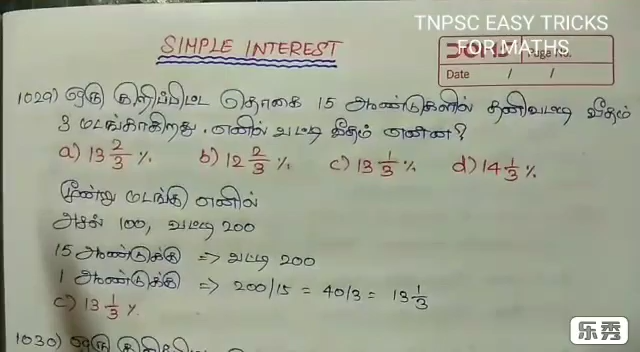 TNPSC EASY TRICKS
FOR MATHS
SIMPLE INTEREST
Page No.
Date / /
1029) ஒரு குறிப்பிட்ட தொகை 15 ஆண்டுகளில் தனிவட்டி வீதம்
3 மடங்காகிறது. எனில் வட்டி வீதம் என்ன?
a) 13 2/3 %. b) 12 2/3 %. c) 13 1/3 %. d) 14 1/3 %.
மூன்று மடங்கு எனில்
அசல் 100, வட்டி 200
15 ஆண்டுக்கு => வட்டி 200
1 ஆண்டுக்கு => 200/15 = 40/3 = 13 1/3
c) 13 1/3 %.
1030) ஒரு
乐秀